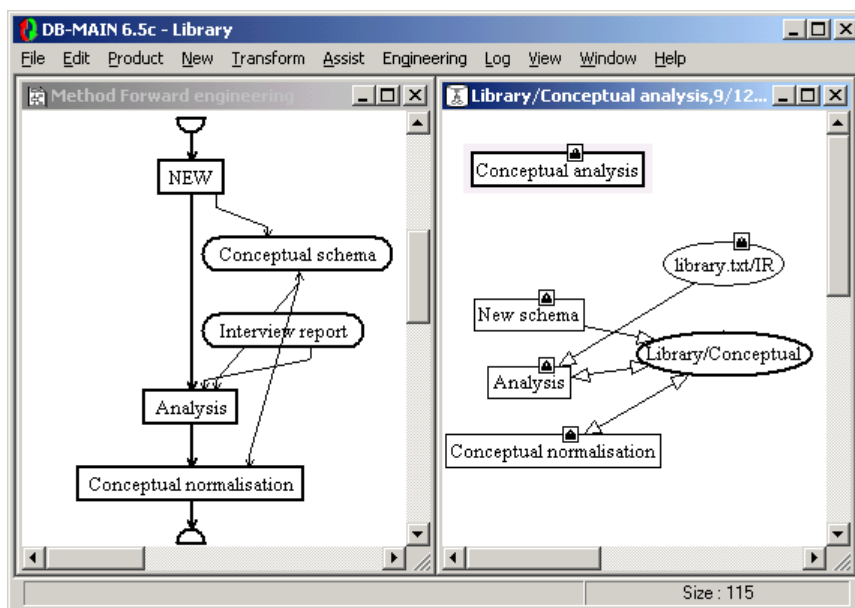 DB-MAIN 6.5c - Library
File Edit Product New Transform Assist Engineering Log View Window Help
Method Forward engineering
NEW
Conceptual schema
Interview report
Analysis
Conceptual normalisation
Library/Conceptual analysis,9/12...
Conceptual analysis
library.txt/IR
New schema
Library/Conceptual
Analysis
Conceptual normalisation
Size : 115